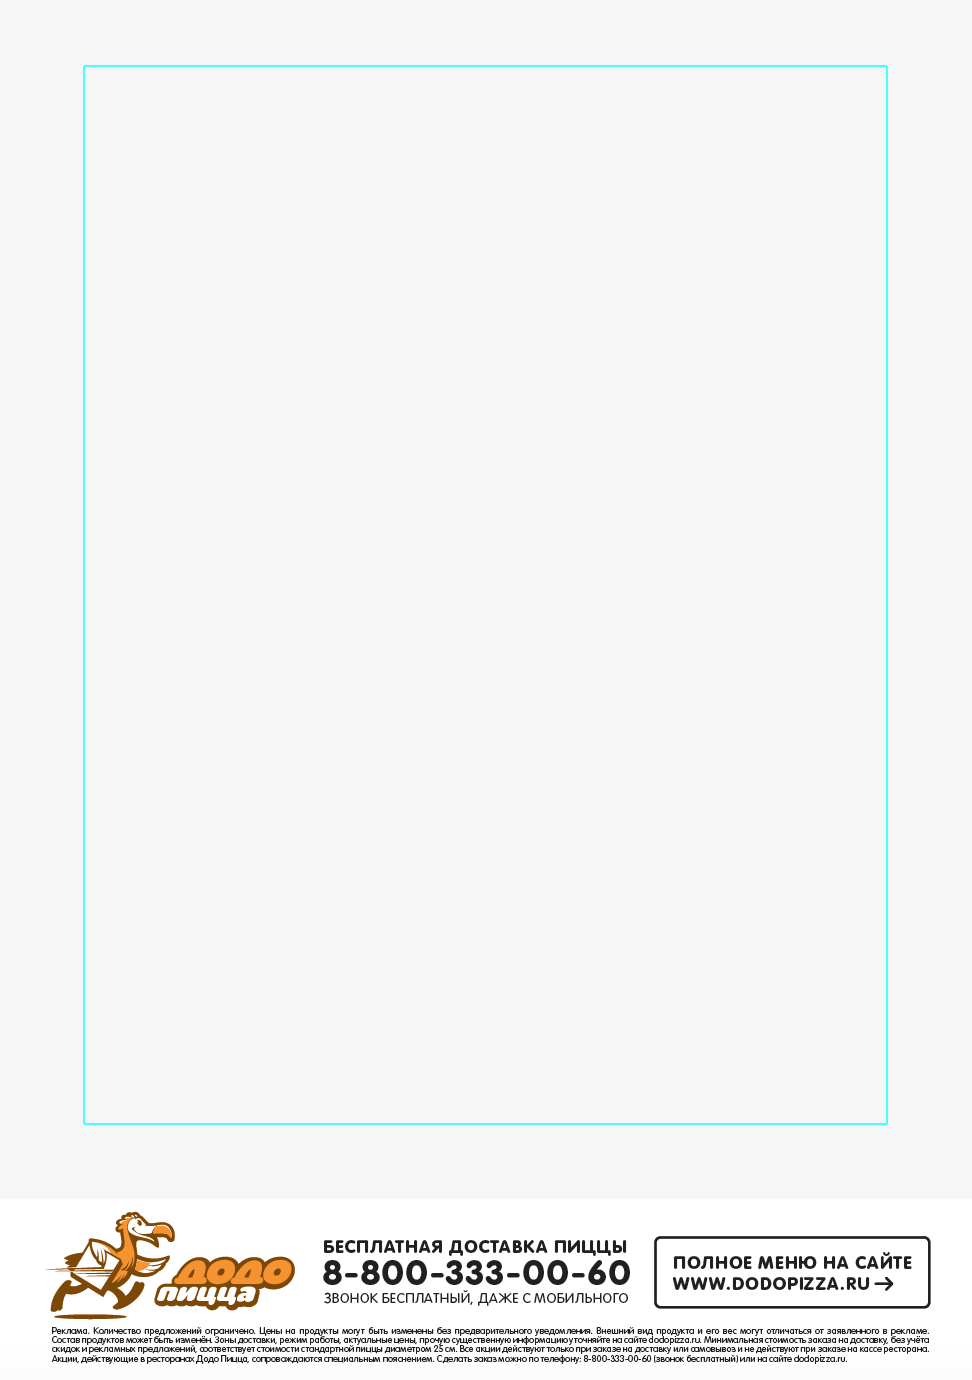 ДОДО
пицца
БЕСПЛАТНАЯ ДОСТАВКА ПИЦЦЫ
8-800-333-00-60
ЗВОНОК БЕСПЛАТНЫЙ, ДАЖЕ С МОБИЛЬНОГО
ПОЛНОЕ МЕНЮ НА САЙТЕ
WWW.DODOPIZZA.RU →
Реклама. Количество предложений ограничено. Цены на продукты могут быть изменены без предварительного уведомления. Внешний вид продукта и его вес могут отличаться от заявленного в рекламе.
Состав продуктов может быть изменён. Зоны доставки, режим работы, актуальные цены, прочую существенную информацию уточняйте на сайте dodopizza.ru. Минимальная стоимость заказа на доставку, без учёта
скидок и рекламных предложений, соответствует стоимости стандартной пиццы диаметром 25 см. Все акции действуют только при заказе на доставку или самовывоз и не действуют при заказе на кассе ресторана.
Акции, действующие в ресторанах Додо Пицца, сопровождаются специальным пояснением. Сделать заказ можно по телефону: 8-800-333-00-60 (звонок бесплатный) или на сайте dodopizza.ru.